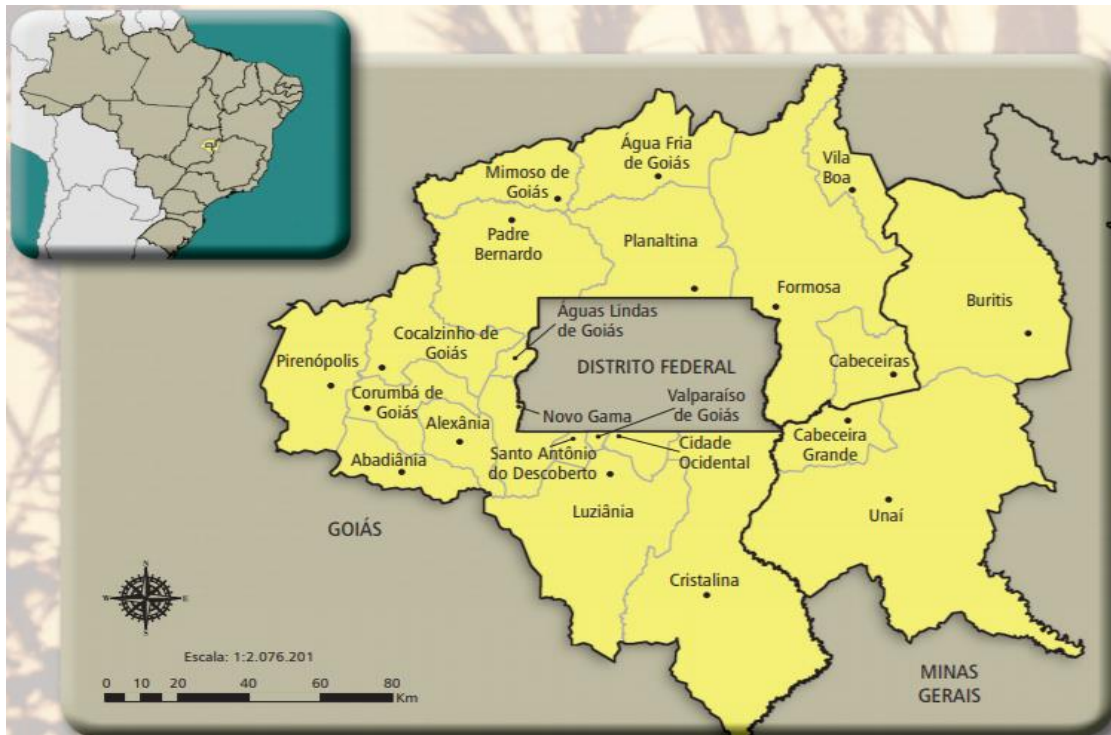 Água Fria
de Goiás
Mimoso de
Goiás
Vila
Boa
Padre
Bernardo
Planaltina
Formosa
Buritis
Águas Lindas
de Goiás
Cocalzinho de
Goiás
Pirenópolis
DISTRITO FEDERAL
Cabeceiras
Corumbá de
Goiás
Valparaíso
de Goiás
Novo Gama
Alexânia
Cabeceira
Grande
Santo Antônio
do Descoberto
Cidade
Ocidental
Abadiânia
Luziânia
Unaí
GOIÁS
Cristalina
N
W
E
S
Escala: 1:2.076.201
0 10 20 40 60 80
Km
MINAS
GERAIS